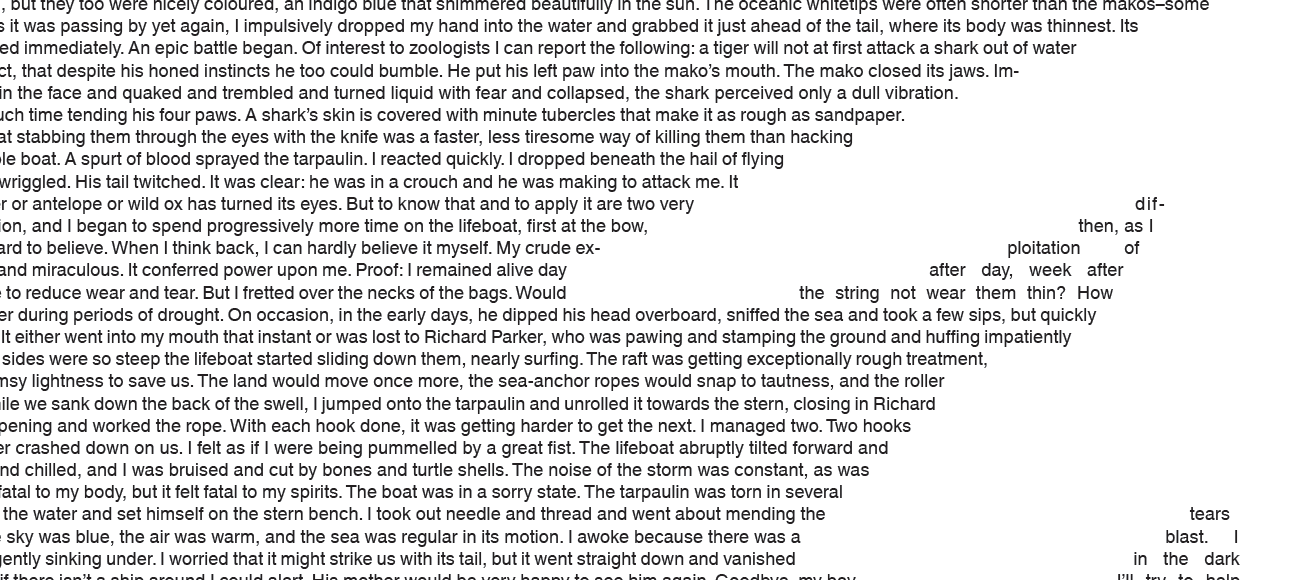 , but they too were nicely coloured, an indigo blue that shimmered beautifully in the sun. The oceanic whitetips were often shorter than the makos–some
s it was passing by yet again, I impulsively dropped my hand into the water and grabbed it just ahead of the tail, where its body was thinnest. Its
ed immediately. An epic battle began. Of interest to zoologists I can report the following: a tiger will not at first attack a shark out of water
ct, that despite his honed instincts he too could bumble. He put his left paw into the mako's mouth. The mako closed its jaws. Im-
in the face and quaked and trembled and turned liquid with fear and collapsed, the shark perceived only a dull vibration.
uch time tending his four paws. A shark's skin is covered with minute tubercles that make it as rough as sandpaper.
at stabbing them through the eyes with the knife was a faster, less tiresome way of killing them than hacking
ole boat. A spurt of blood sprayed the tarpaulin. I reacted quickly. I dropped beneath the hail of flying
wriggled. His tail twitched. It was clear: he was in a crouch and he was making to attack me. It
er or antelope or wild ox has turned its eyes. But to know that and to apply it are two very dif-
ion, and I began to spend progressively more time on the lifeboat, first at the bow, then, as I
ard to believe. When I think back, I can hardly believe it myself. My crude ex- ploitation of
and miraculous. It conferred power upon me. Proof: I remained alive day after day, week after
e to reduce wear and tear. But I fretted over the necks of the bags. Would the string not wear them thin? How
er during periods of drought. On occasion, in the early days, he dipped his head overboard, sniffed the sea and took a few sips, but quickly
It either went into my mouth that instant or was lost to Richard Parker, who was pawing and stamping the ground and huffing impatiently
sides were so steep the lifeboat started sliding down them, nearly surfing. The raft was getting exceptionally rough treatment,
msy lightness to save us. The land would move once more, the sea-anchor ropes would snap to tautness, and the roller
ile we sank down the back of the swell, I jumped onto the tarpaulin and unrolled it towards the stern, closing in Richard
pening and worked the rope. With each hook done, it was getting harder to get the next. I managed two. Two hooks
er crashed down on us. I felt as if I were being pummelled by a great fist. The lifeboat abruptly tilted forward and
nd chilled, and I was bruised and cut by bones and turtle shells. The noise of the storm was constant, as was
fatal to my body, but it felt fatal to my spirits. The boat was in a sorry state. The tarpaulin was torn in several
the water and set himself on the stern bench. I took out needle and thread and went about mending the tears
e sky was blue, the air was warm, and the sea was regular in its motion. I awoke because there was a blast. I
gently sinking under. I worried that it might strike us with its tail, but it went straight down and vanished in the dark
if there isn't a ship around I could alert. His mother would be very happy to see him again. Goodbye, my boy. I'll try to help